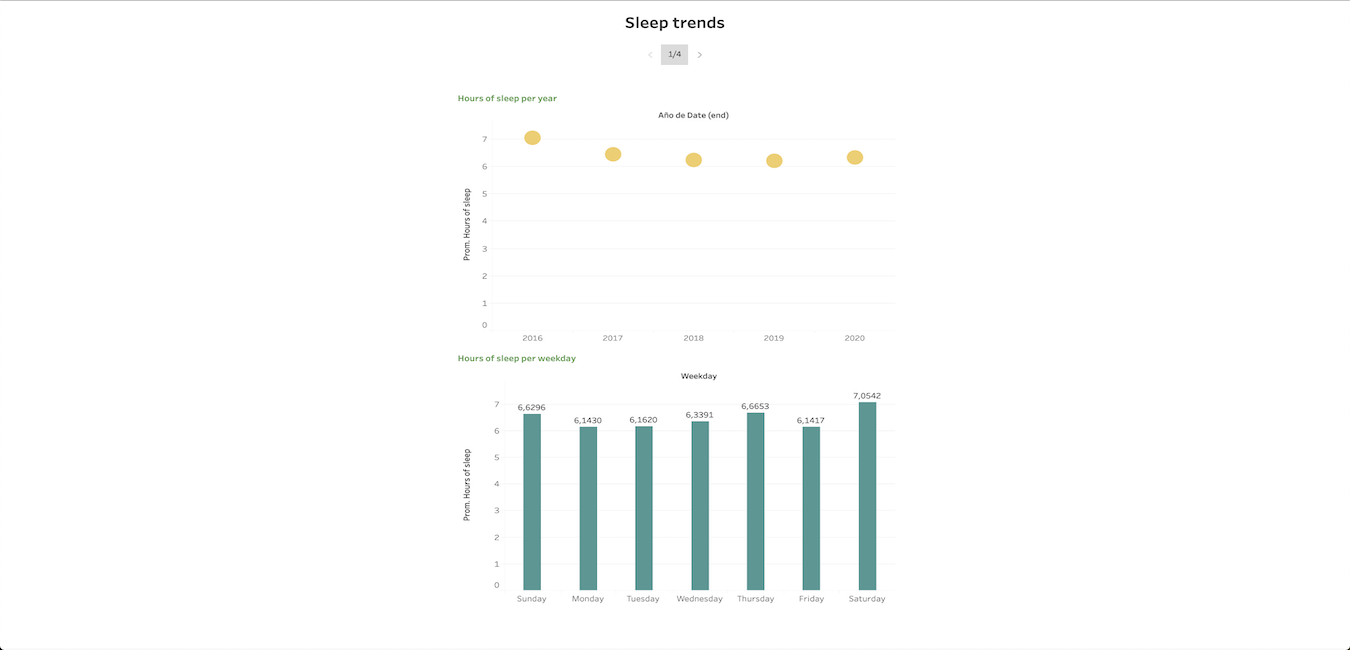 Sleep trends
< 1/4 >
Hours of sleep per year
Año de Date (end)
Prom. Hours of sleep
7
6
5
4
3
2
1
0
2016 2017 2018 2019 2020
Hours of sleep per weekday
Weekday
Prom. Hours of sleep
7
6
5
4
3
2
1
0
6,6296 6,1430 6,1620 6,3391 6,6653 6,1417 7,0542
Sunday Monday Tuesday Wednesday Thursday Friday Saturday